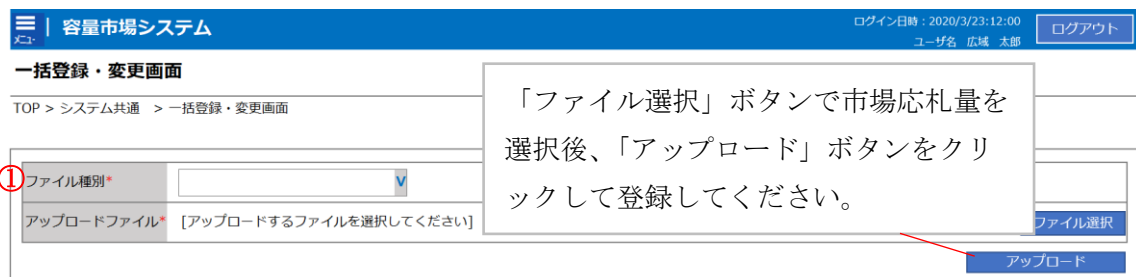 容量市場システム
メニュー
ログイン日時：2020/3/23:12:00
ユーザ名 広域 太郎
ログアウト
一括登録・変更画面
TOP > システム共通 > 一括登録・変更画面
「ファイル選択」ボタンで市場応札量を
選択後、「アップロード」ボタンをクリ
ックして登録してください。
①
ファイル種別*
V
アップロードファイル* [アップロードするファイルを選択してください]
ファイル選択
アップロード